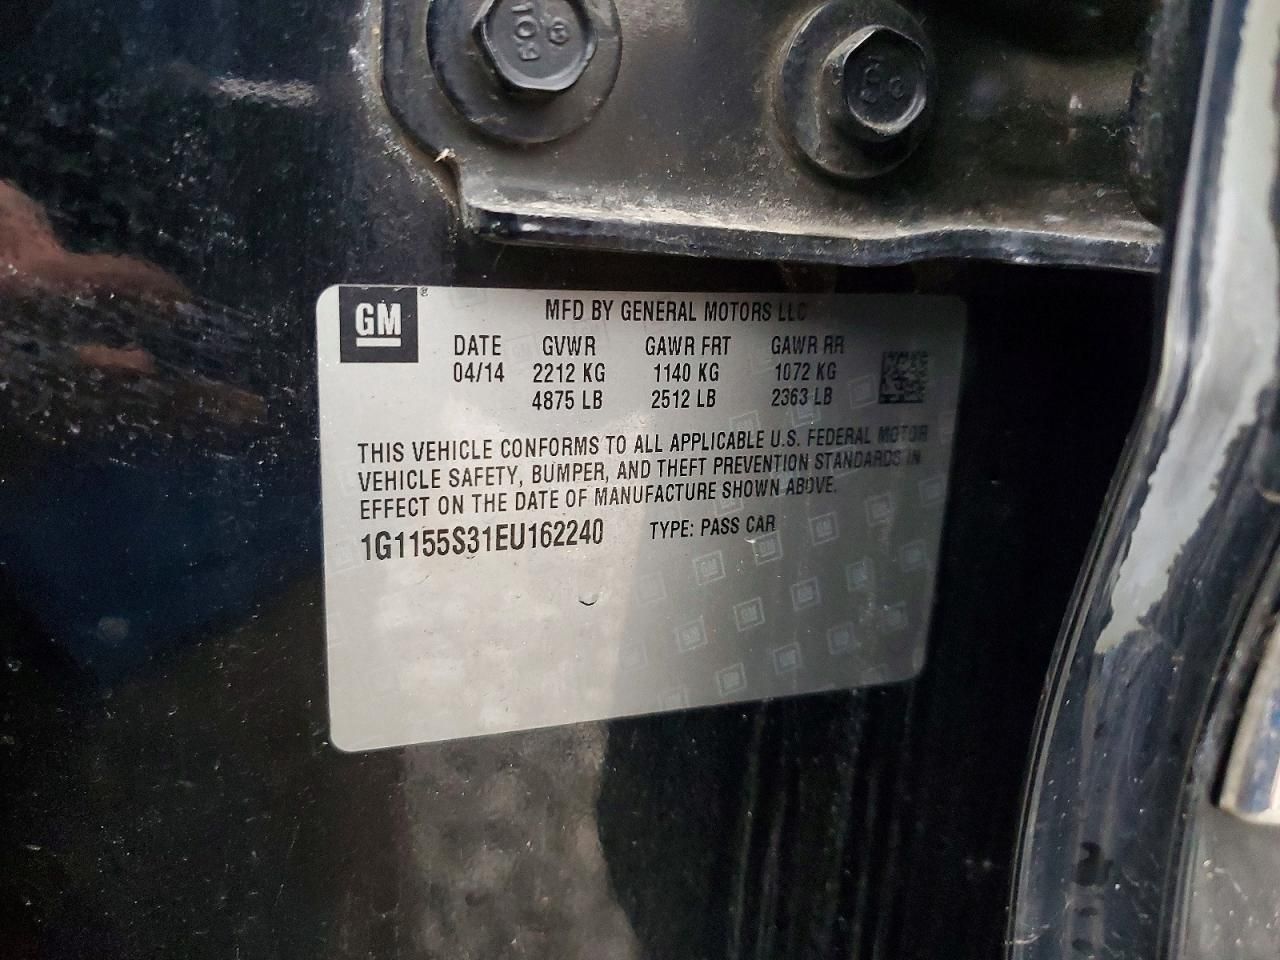 109
GM
MFD BY GENERAL MOTORS LLC
DATE GVWR GAWR FRT GAWR RR
04/14 2212 KG 1140 KG 1072 KG
4875 LB 2512 LB 2363 LB
THIS VEHICLE CONFORMS TO ALL APPLICABLE U.S. FEDERAL MOTOR
VEHICLE SAFETY, BUMPER, AND THEFT PREVENTION STANDARDS IN
EFFECT ON THE DATE OF MANUFACTURE SHOWN ABOVE.
1G1155S31EU162240 TYPE: PASS CAR